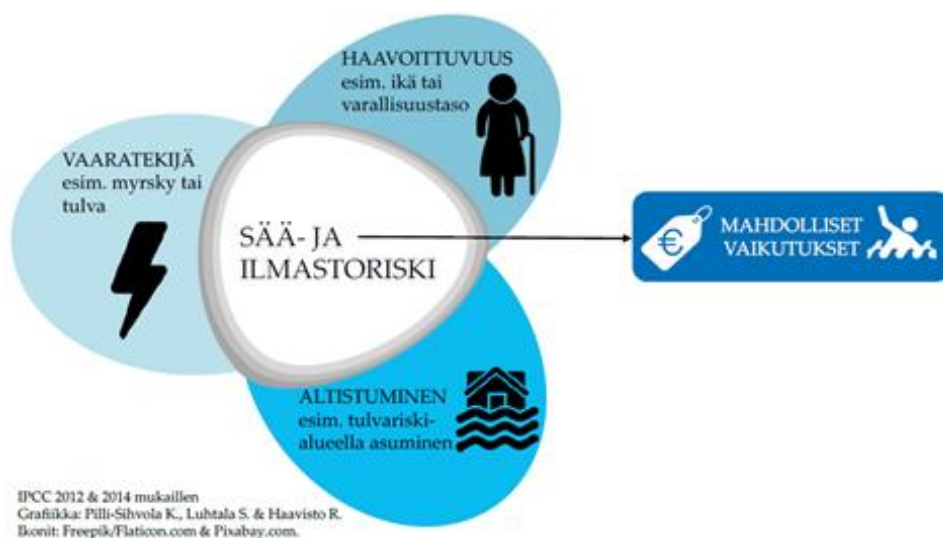 HAAVOITTUVUUS
esim. ikä tai
varallisuustaso
VAARATEKIJÄ
esim. myrsky tai
tulva
SÄÄ- JA
ILMASTORISKI
€
MAHDOLLISET
VAIKUTUKSET
ALTISTUMINEN
esim. tulvariski-
alueella asuminen
IPCC 2012 & 2014 mukaillen
Grafiikka: Pilli-Sihvola K., Luhtala S. & Haavisto R.
Ikonit: Freepik/Flaticon.com & Pixabay.com.